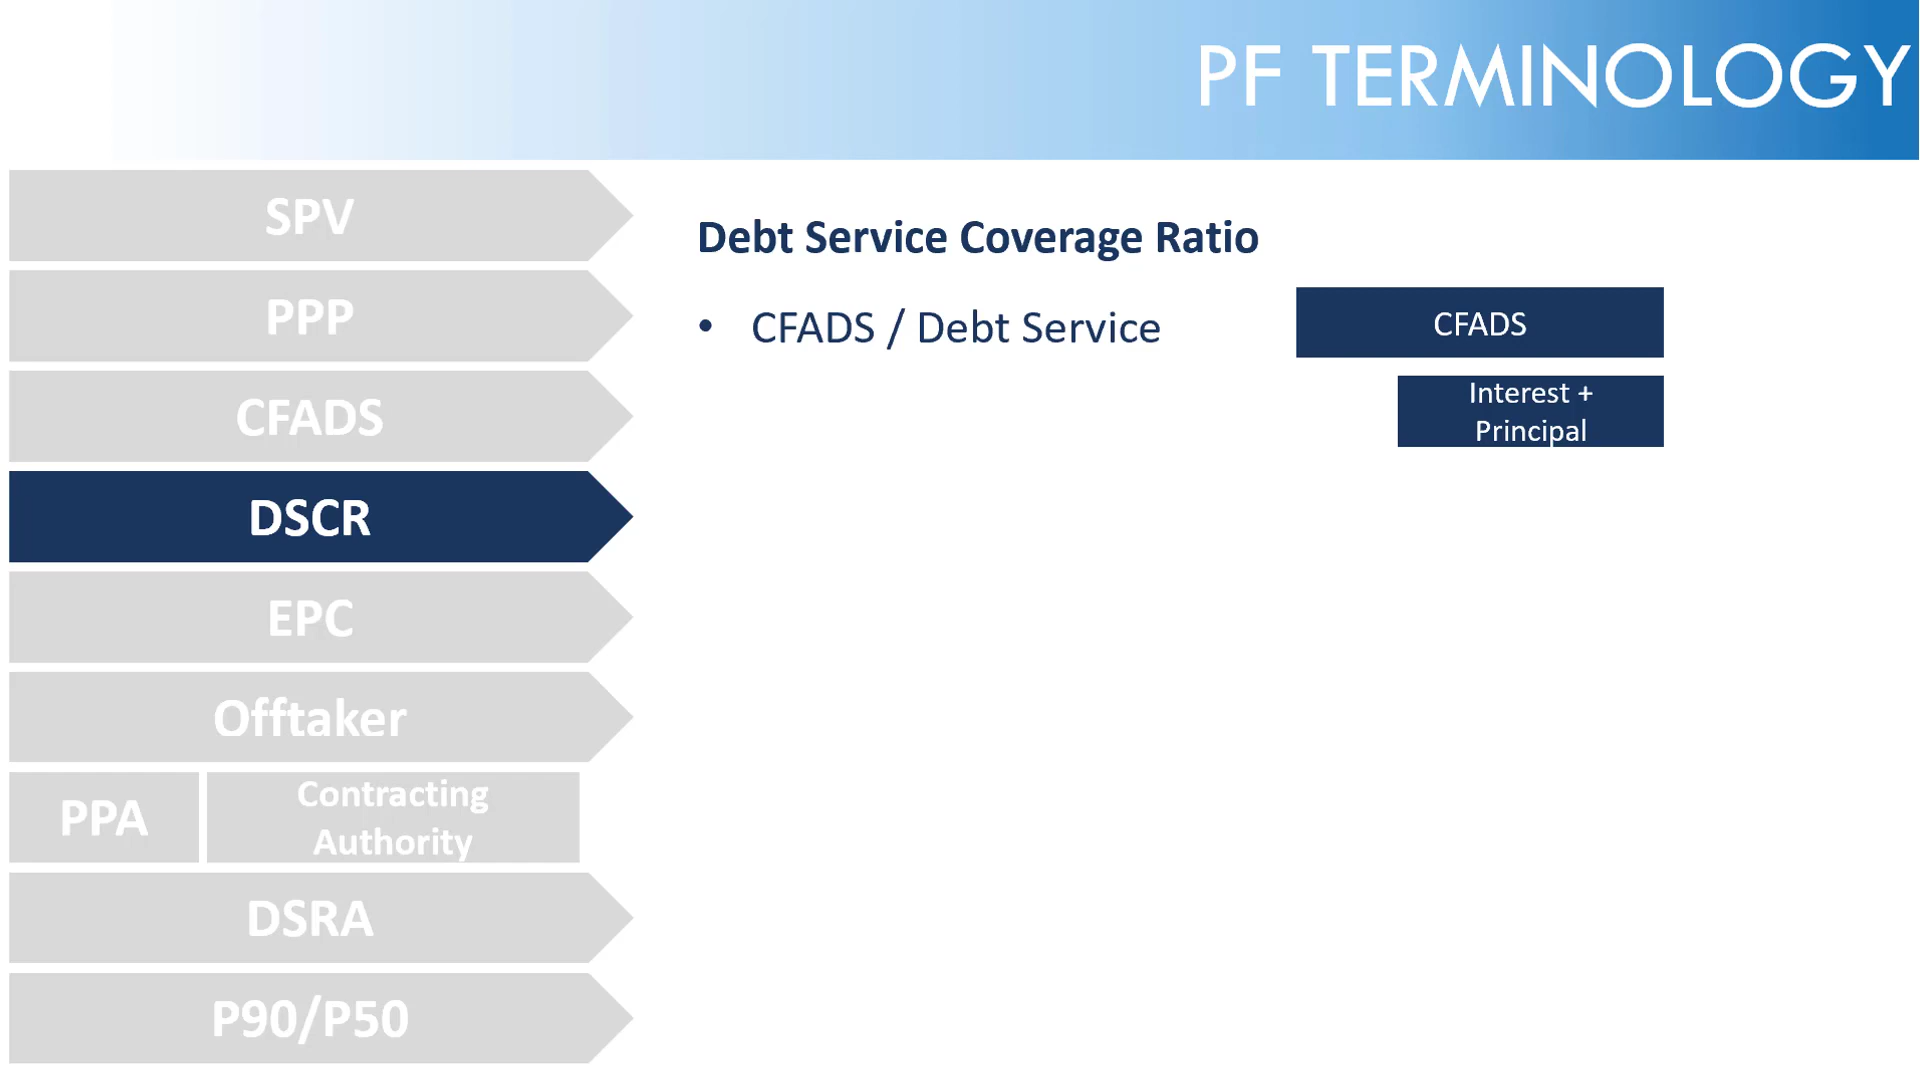 PF TERMINOLOGY
SPV
PPP
CFADS
DSCR
EPC
Offtaker
PPA
Contracting
Authority
DSRA
P90/P50
Debt Service Coverage Ratio
• CFADS / Debt Service
CFADS
Interest +
Principal